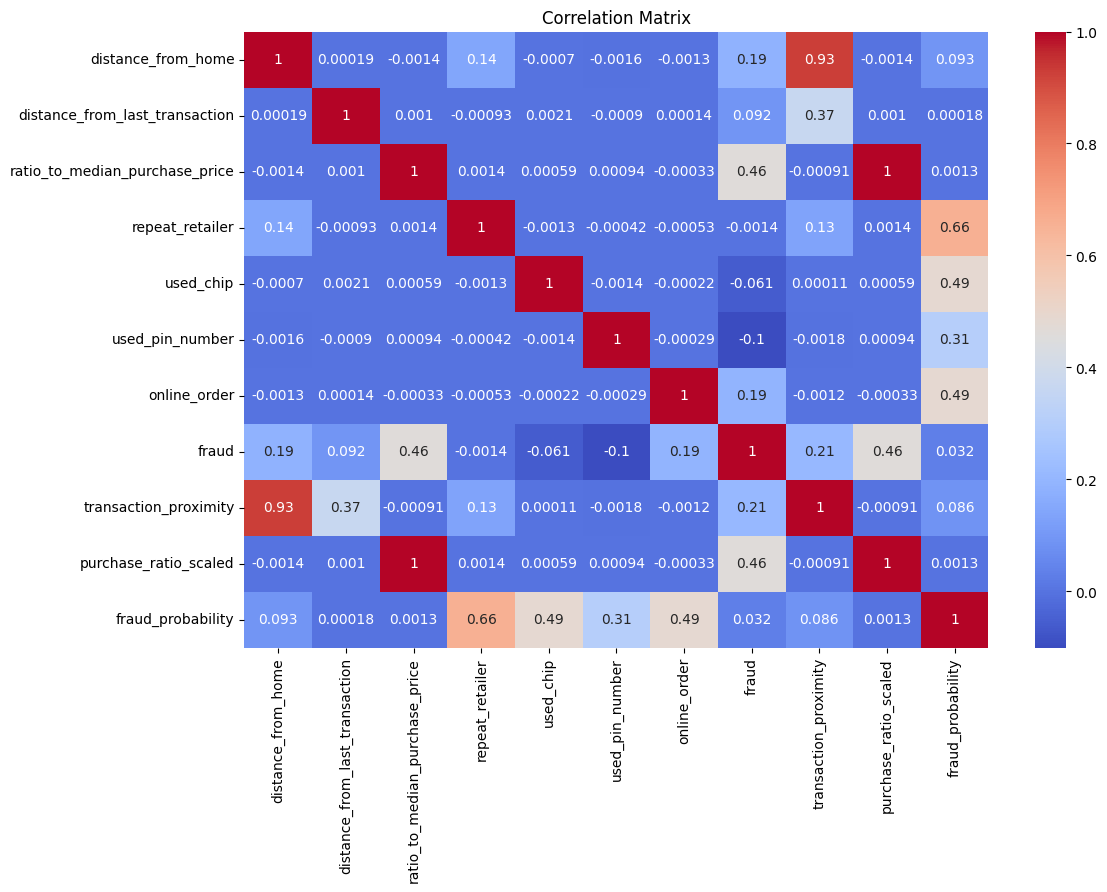 Correlation Matrix
distance_from_home 1 0.00019 -0.0014 0.14 -0.0007 -0.0016 -0.0013 0.19 0.93 -0.0014 0.093
distance_from_last_transaction 0.00019 1 0.001 -0.00093 0.0021 -0.0009 0.00014 0.092 0.37 0.001 0.00018
ratio_to_median_purchase_price -0.0014 0.001 1 0.0014 0.00059 0.00094 -0.00033 0.46 -0.00091 1 0.0013
repeat_retailer 0.14 -0.00093 0.0014 1 -0.0013 -0.00042 -0.00053 -0.0014 0.13 0.0014 0.66
used_chip -0.0007 0.0021 0.00059 -0.0013 1 -0.0014 -0.00022 -0.061 0.00011 0.00059 0.49
used_pin_number -0.0016 -0.0009 0.00094 -0.00042 -0.0014 1 -0.00029 -0.1 -0.0018 0.00094 0.31
online_order -0.0013 0.00014 -0.00033 -0.00053 -0.00022 -0.00029 1 0.19 -0.0012 -0.00033 0.49
fraud 0.19 0.092 0.46 -0.0014 -0.061 -0.1 0.19 1 0.21 0.46 0.032
transaction_proximity 0.93 0.37 -0.00091 0.13 0.00011 -0.0018 -0.0012 0.21 1 -0.00091 0.086
purchase_ratio_scaled -0.0014 0.001 1 0.0014 0.00059 0.00094 -0.00033 0.46 -0.00091 1 0.0013
fraud_probability 0.093 0.00018 0.0013 0.66 0.49 0.31 0.49 0.032 0.086 0.0013 1
distance_from_home
distance_from_last_transaction
ratio_to_median_purchase_price
repeat_retailer
used_chip
used_pin_number
online_order
fraud
transaction_proximity
purchase_ratio_scaled
fraud_probability
1.0
0.8
0.6
0.4
0.2
0.0